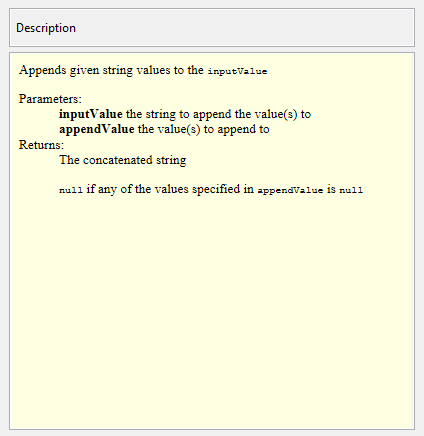 Description
Appends given string values to the inputValue
Parameters:
inputValue the string to append the value(s) to
appendValue the value(s) to append to
Returns:
The concatenated string
null if any of the values specified in appendValue is null